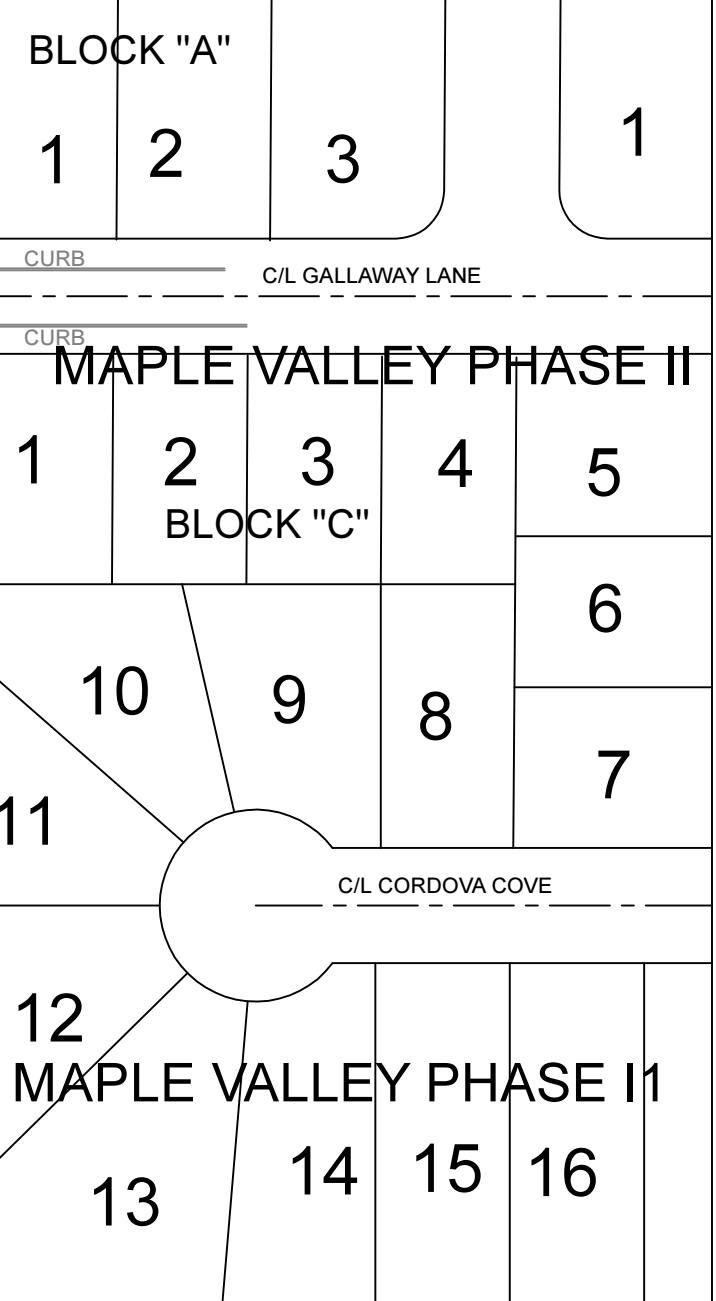 BLOCK "A"
1
2
3
1
CURB
C/L GALLAWAY LANE
CURB
MAPLE VALLEY PHASE II
1
2
3
4
5
BLOCK "C"
6
10
9
8
7
11
C/L CORDOVA COVE
12
MAPLE VALLEY PHASE I1
13
14
15
16